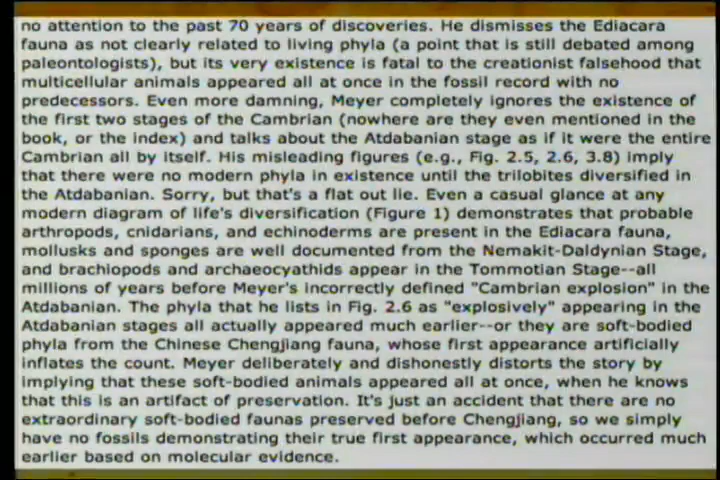 no attention to the past 70 years of discoveries. He dismisses the Ediacara
fauna as not clearly related to living phyla (a point that is still debated among
paleontologists), but its very existence is fatal to the creationist falsehood that
multicellular animals appeared all at once in the fossil record with no
predecessors. Even more damning, Meyer completely ignores the existence of
the first two stages of the Cambrian (nowhere are they even mentioned in the
book, or the index) and talks about the Atdabanian stage as if it were the entire
Cambrian all by itself. His misleading figures (e.g., Fig. 2.5, 2.6, 3.8) imply
that there were no modern phyla in existence until the trilobites diversified in
the Atdabanian. Sorry, but that's a flat out lie. Even a casual glance at any
modern diagram of life's diversification (Figure 1) demonstrates that probable
arthropods, cnidarians, and echinoderms are present in the Ediacara fauna,
mollusks and sponges are well documented from the Nemakit-Daldynian Stage,
and brachiopods and archaeocyathids appear in the Tommotian Stage--all
millions of years before Meyer's incorrectly defined "Cambrian explosion" in the
Atdabanian. The phyla that he lists in Fig. 2.6 as "explosively" appearing in the
Atdabanian stages all actually appeared much earlier--or they are soft-bodied
phyla from the Chinese Chengjiang fauna, whose first appearance artificially
inflates the count. Meyer deliberately and dishonestly distorts the story by
implying that these soft-bodied animals appeared all at once, when he knows
that this is an artifact of preservation. It's just an accident that there are no
extraordinary soft-bodied faunas preserved before Chengjiang, so we simply
have no fossils demonstrating their true first appearance, which occurred much
earlier based on molecular evidence.